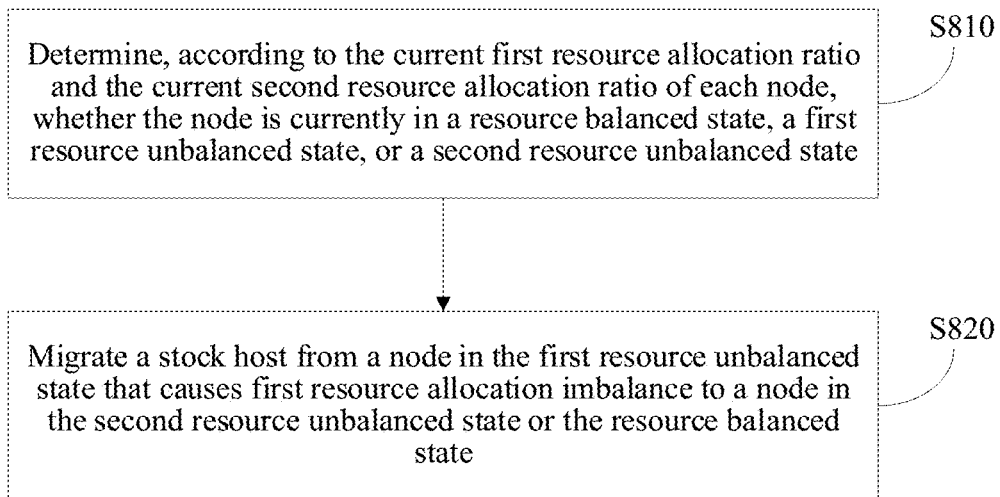 S810
Determine, according to the current first resource allocation ratio
and the current second resource allocation ratio of each node,
whether the node is currently in a resource balanced state, a first
resource unbalanced state, or a second resource unbalanced state
S820
Migrate a stock host from a node in the first resource unbalanced
state that causes first resource allocation imbalance to a node in
the second resource unbalanced state or the resource balanced
state